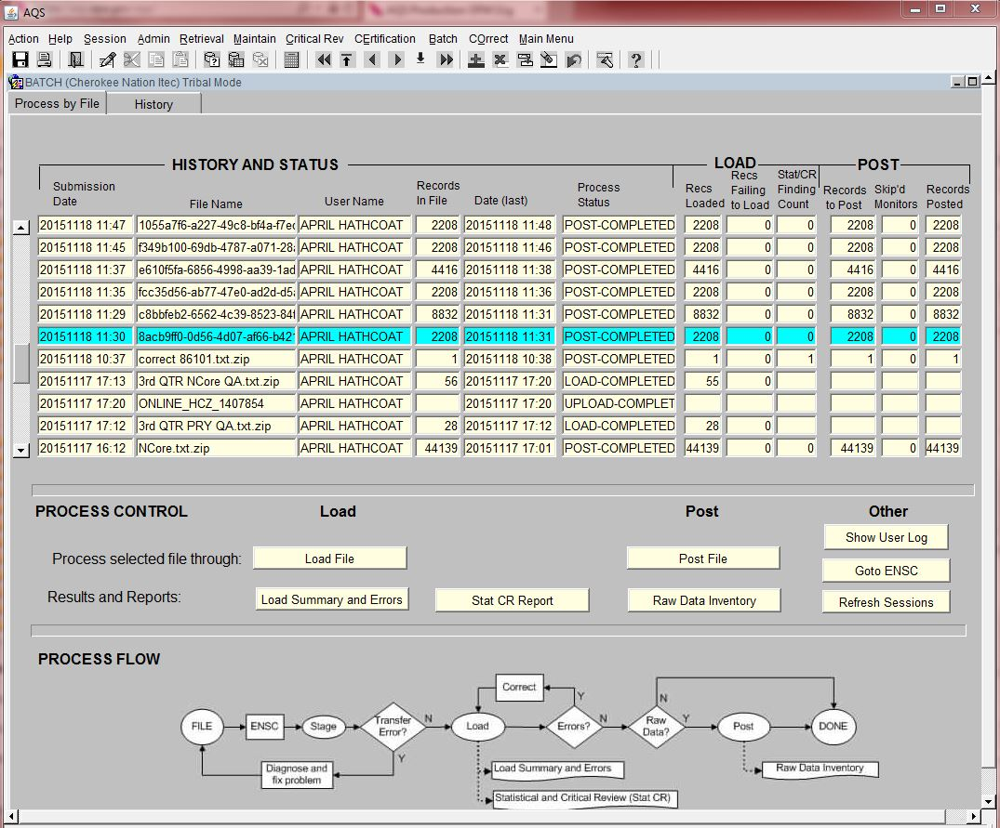 AQS
Action Help Session Admin Retrieval Maintain Critical Rev CErtification Batch COrrect Main Menu
BATCH (Cherokee Nation Itec) Tribal Mode
Process by File History
HISTORY AND STATUS LOAD POST
Submission Date File Name User Name Records In File Date (last) Process Status Recs Loaded Recs Failing to Load Stat/CR Finding Count Records to Post Skip'd Monitors Records Posted
20151118 11:47 1055a7f6-a227-49c8-bf4a-f7ec APRIL HATHCOAT 2208 20151118 11:48 POST-COMPLETED 2208 0 0 2208 0 2208
20151118 11:45 f349b100-69db-4787-a071-28 APRIL HATHCOAT 2208 20151118 11:46 POST-COMPLETED 2208 0 0 2208 0 2208
20151118 11:37 e610f5fa-6856-4998-aa39-1ad APRIL HATHCOAT 4416 20151118 11:38 POST-COMPLETED 4416 0 0 4416 0 4416
20151118 11:35 fcc35d56-ab77-47e0-ad2d-d5 APRIL HATHCOAT 2208 20151118 11:36 POST-COMPLETED 2208 0 0 2208 0 2208
20151118 11:29 c8bbfeb2-6562-4c39-8523-84f APRIL HATHCOAT 8832 20151118 11:31 POST-COMPLETED 8832 0 0 8832 0 8832
20151118 11:30 8acb9ff0-0d56-4d07-af66-b42 APRIL HATHCOAT 2208 20151118 11:31 POST-COMPLETED 2208 0 0 2208 0 2208
20151118 10:37 correct 86101.txt.zip APRIL HATHCOAT 1 20151118 10:38 POST-COMPLETED 1 0 1 1 0 1
20151117 17:13 3rd QTR NCore QA.txt.zip APRIL HATHCOAT 56 20151117 17:20 LOAD-COMPLETED 55 0
20151117 17:20 ONLINE_HCZ_1407854 APRIL HATHCOAT 20151117 17:20 UPLOAD-COMPLET
20151117 17:12 3rd QTR PRY QA.txt.zip APRIL HATHCOAT 28 20151117 17:12 LOAD-COMPLETED 28 0
20151117 16:12 NCore.txt.zip APRIL HATHCOAT 44139 20151117 17:01 POST-COMPLETED 44139 0 0 44139 0 44139
PROCESS CONTROL Load Post Other
Show User Log
Process selected file through: Load File Post File
Goto ENSC
Results and Reports: Load Summary and Errors Stat CR Report Raw Data Inventory Refresh Sessions
PROCESS FLOW
Correct
Y
N
FILE ENSC Stage Transfer Error? N Load Errors? N Raw Data? Y Post DONE
Y
Diagnose and fix problem
Load Summary and Errors
Raw Data Inventory
Statistical and Critical Review (Stat CR)